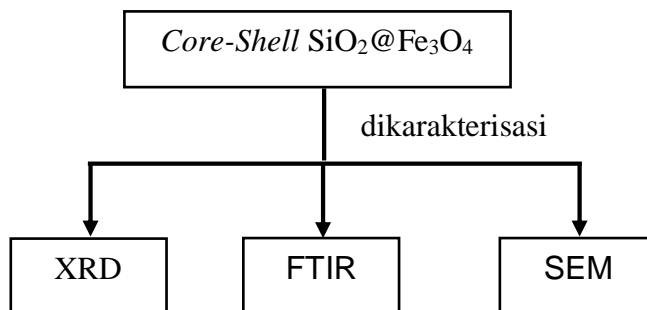 Core-Shell SiO₂@Fe₃O₄
dikarakterisasi
XRD FTIR SEM